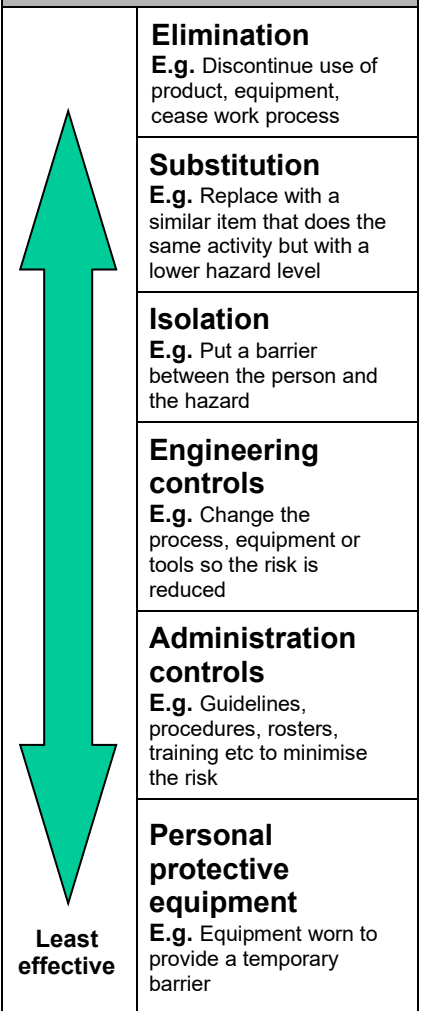 Elimination
E.g. Discontinue use of
product, equipment,
cease work process
Substitution
E.g. Replace with a
similar item that does the
same activity but with a
lower hazard level
Isolation
E.g. Put a barrier
between the person and
the hazard
Engineering
controls
E.g. Change the
process, equipment or
tools so the risk is
reduced
Administration
controls
E.g. Guidelines,
procedures, rosters,
training etc to minimise
the risk
Personal
protective
equipment
E.g. Equipment worn to
provide a temporary
barrier
Least
effective